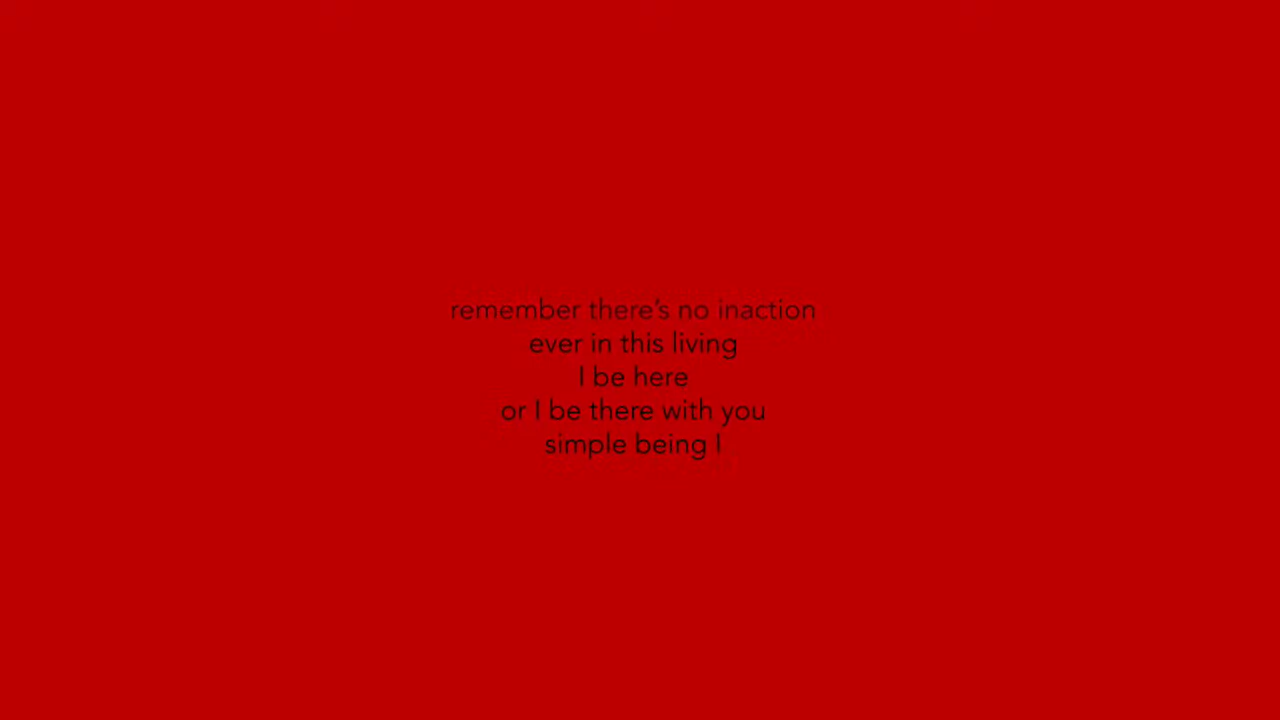 remember there’s no inaction
ever in this living
I be here
or I be there with you
simple being I